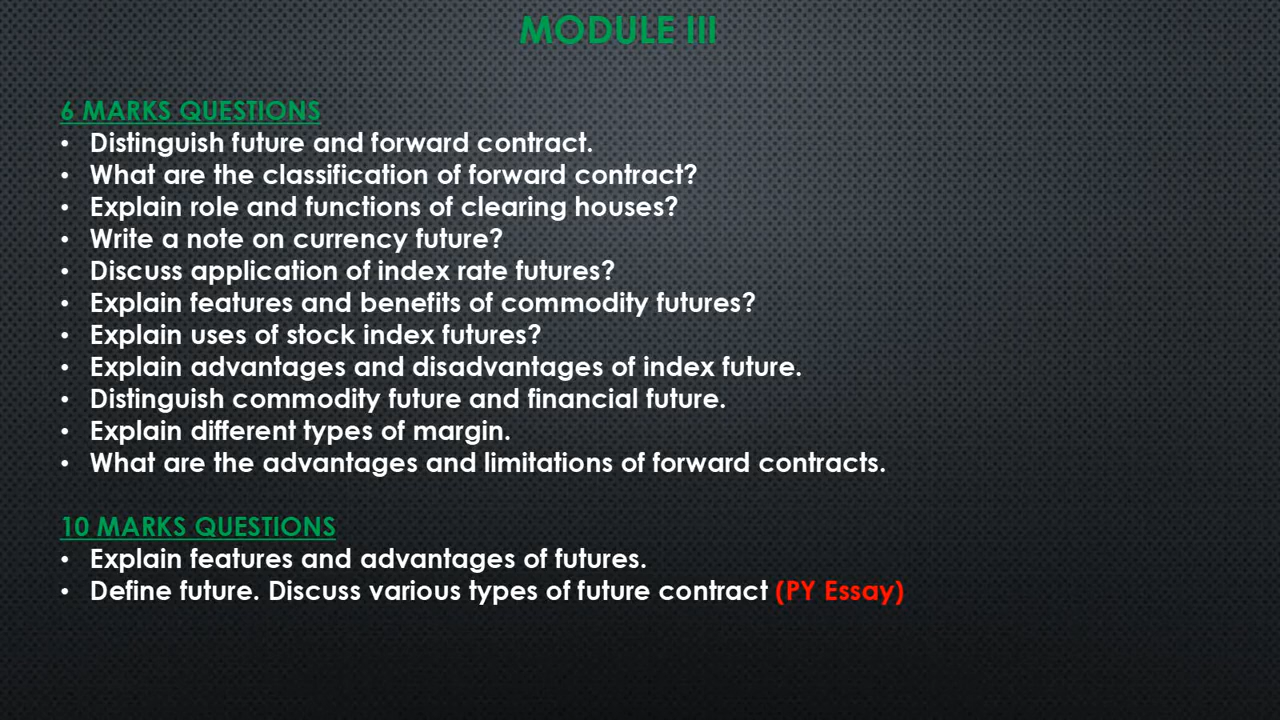 MODULE III
6 MARKS QUESTIONS
• Distinguish future and forward contract.
• What are the classification of forward contract?
• Explain role and functions of clearing houses?
• Write a note on currency future?
• Discuss application of index rate futures?
• Explain features and benefits of commodity futures?
• Explain uses of stock index futures?
• Explain advantages and disadvantages of index future.
• Distinguish commodity future and financial future.
• Explain different types of margin.
• What are the advantages and limitations of forward contracts.
10 MARKS QUESTIONS
• Explain features and advantages of futures.
• Define future. Discuss various types of future contract (PY Essay)